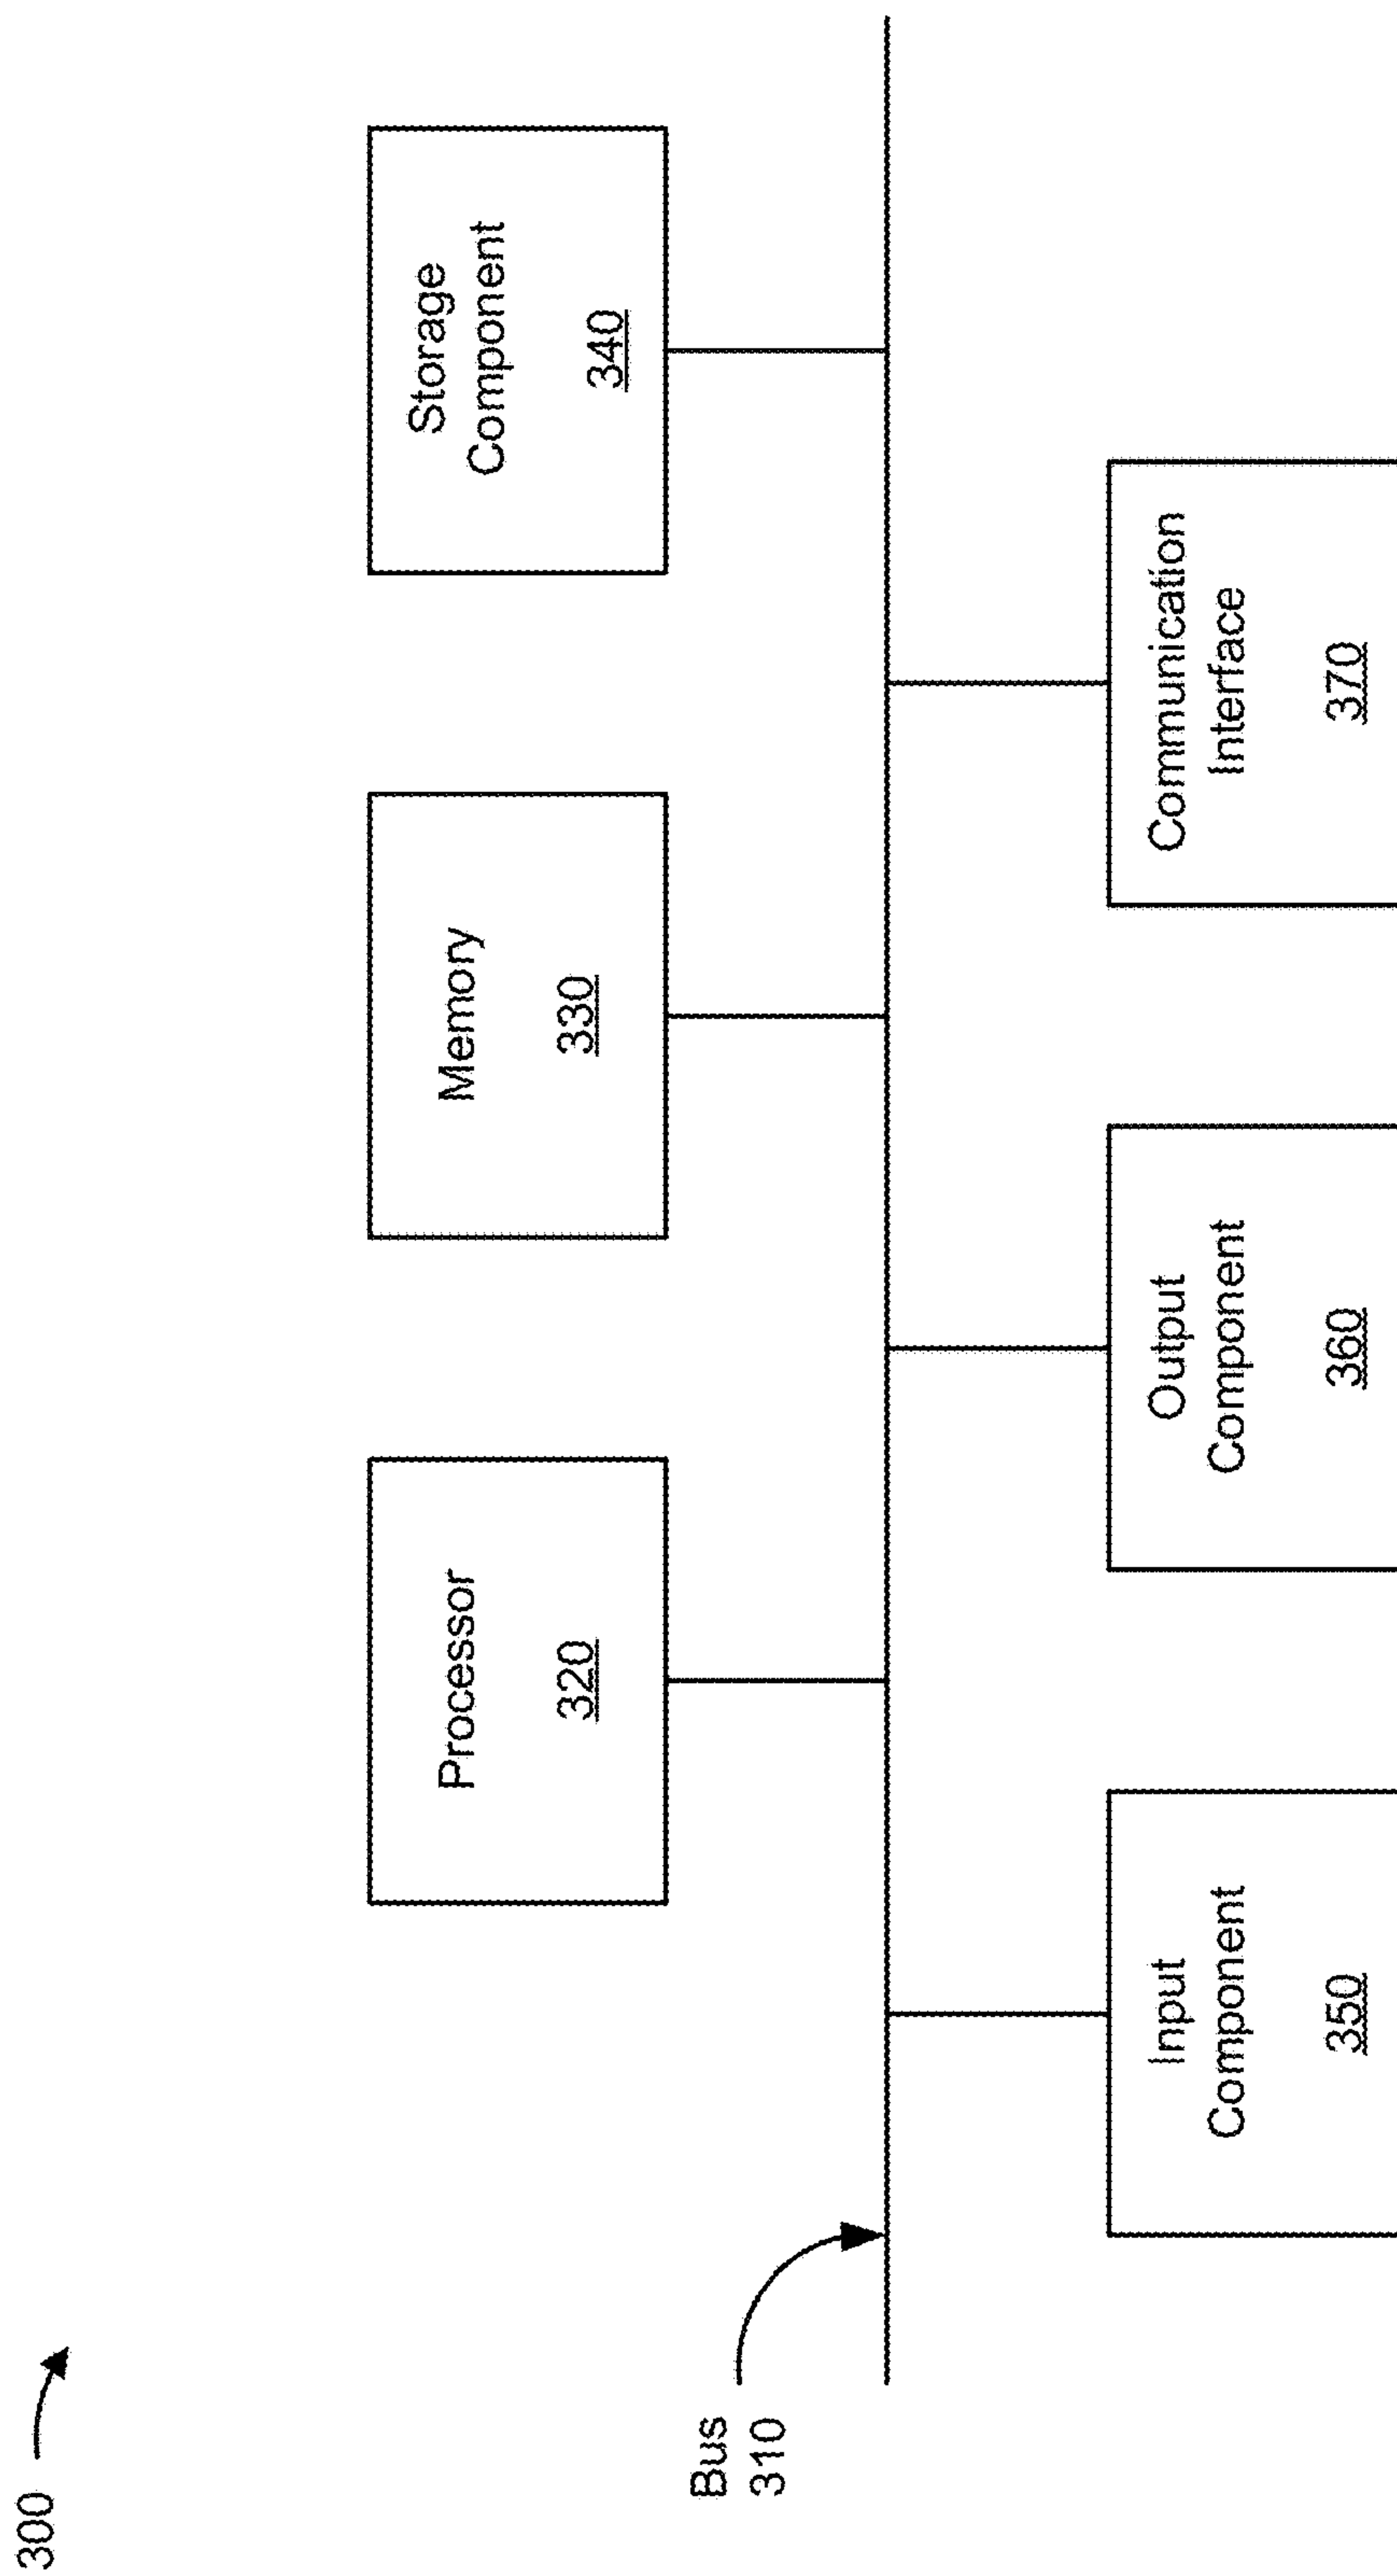 300
Processor
320
Memory
330
Storage
Component
340
Bus
310
Input
Component
350
Output
Component
360
Communication
Interface
370